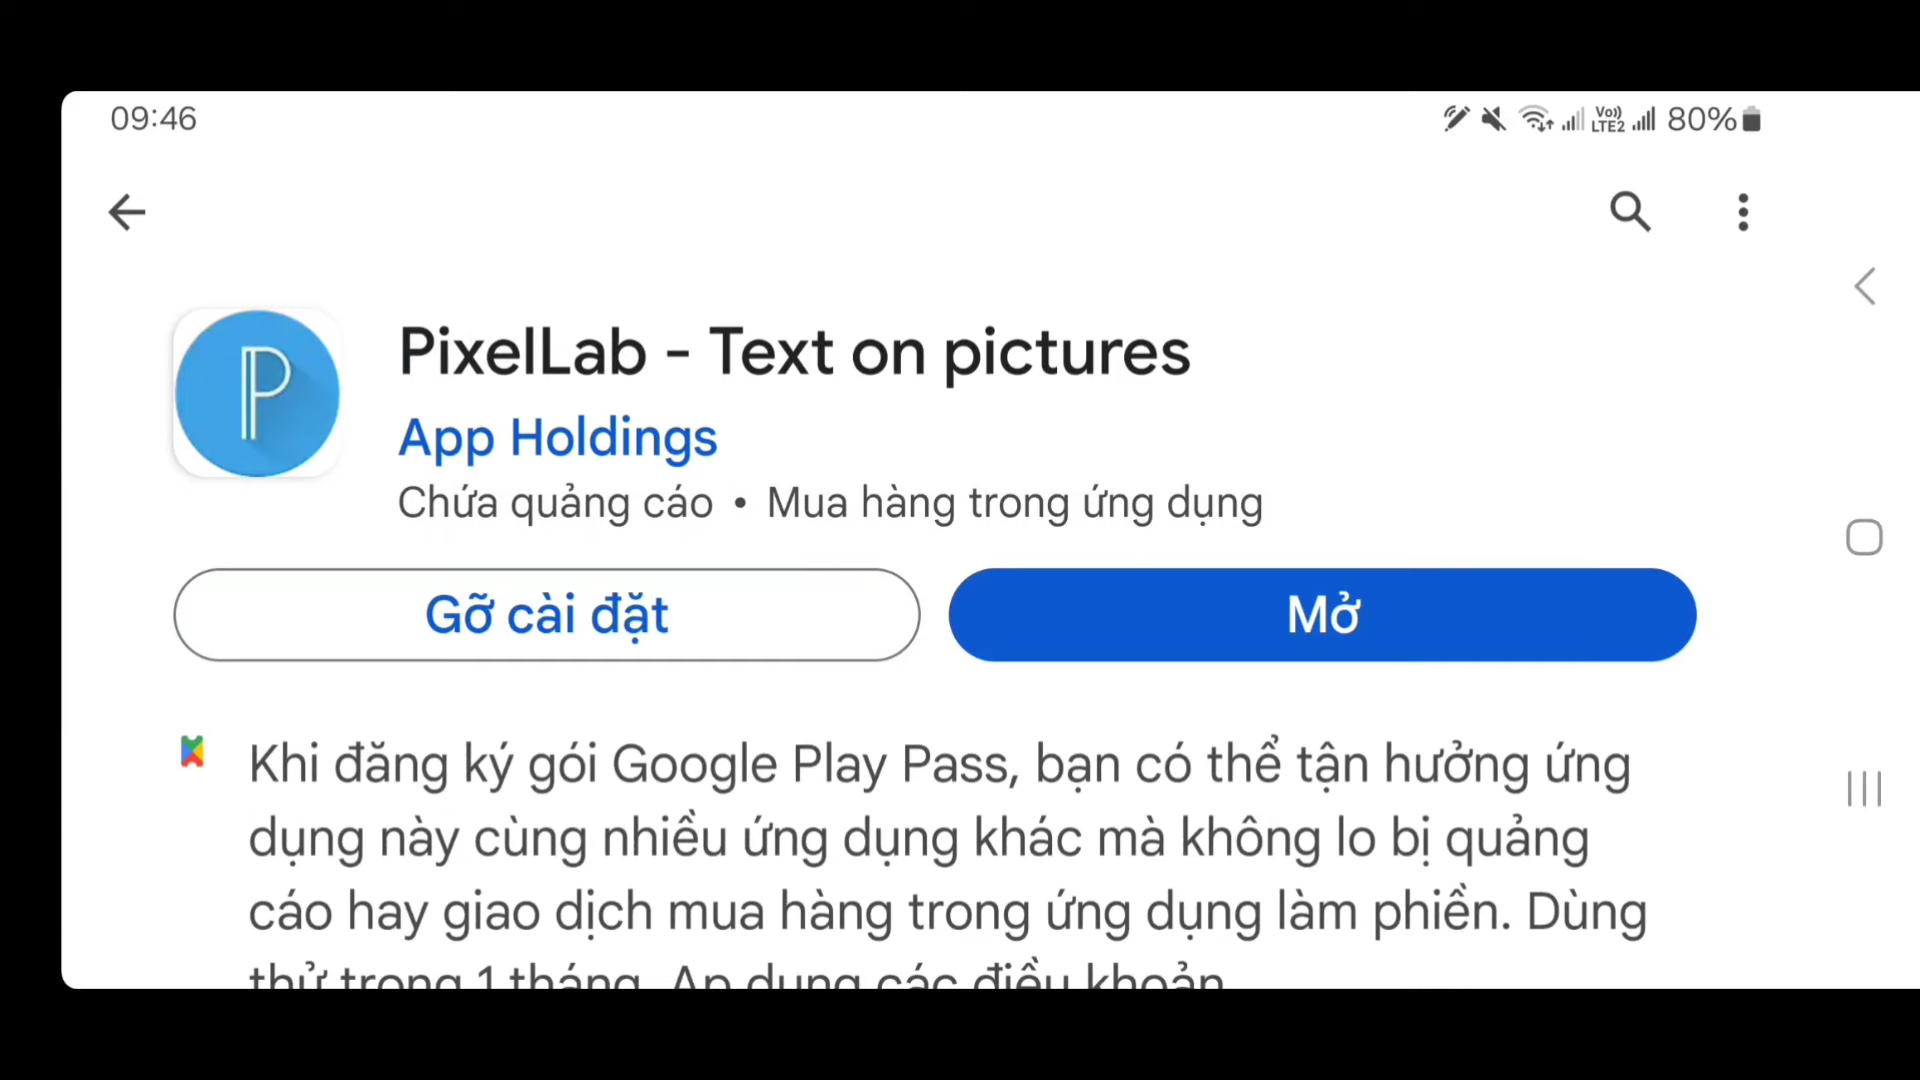 09:46
Vo)) LTE2 80%
PixelLab - Text on pictures
App Holdings
Chứa quảng cáo • Mua hàng trong ứng dụng
Gỡ cài đặt
Mở
Khi đăng ký gói Google Play Pass, bạn có thể tận hưởng ứng
dụng này cùng nhiều ứng dụng khác mà không lo bị quảng
cáo hay giao dịch mua hàng trong ứng dụng làm phiền. Dùng
thử trong 1 tháng. Áp dụng các điều khoản